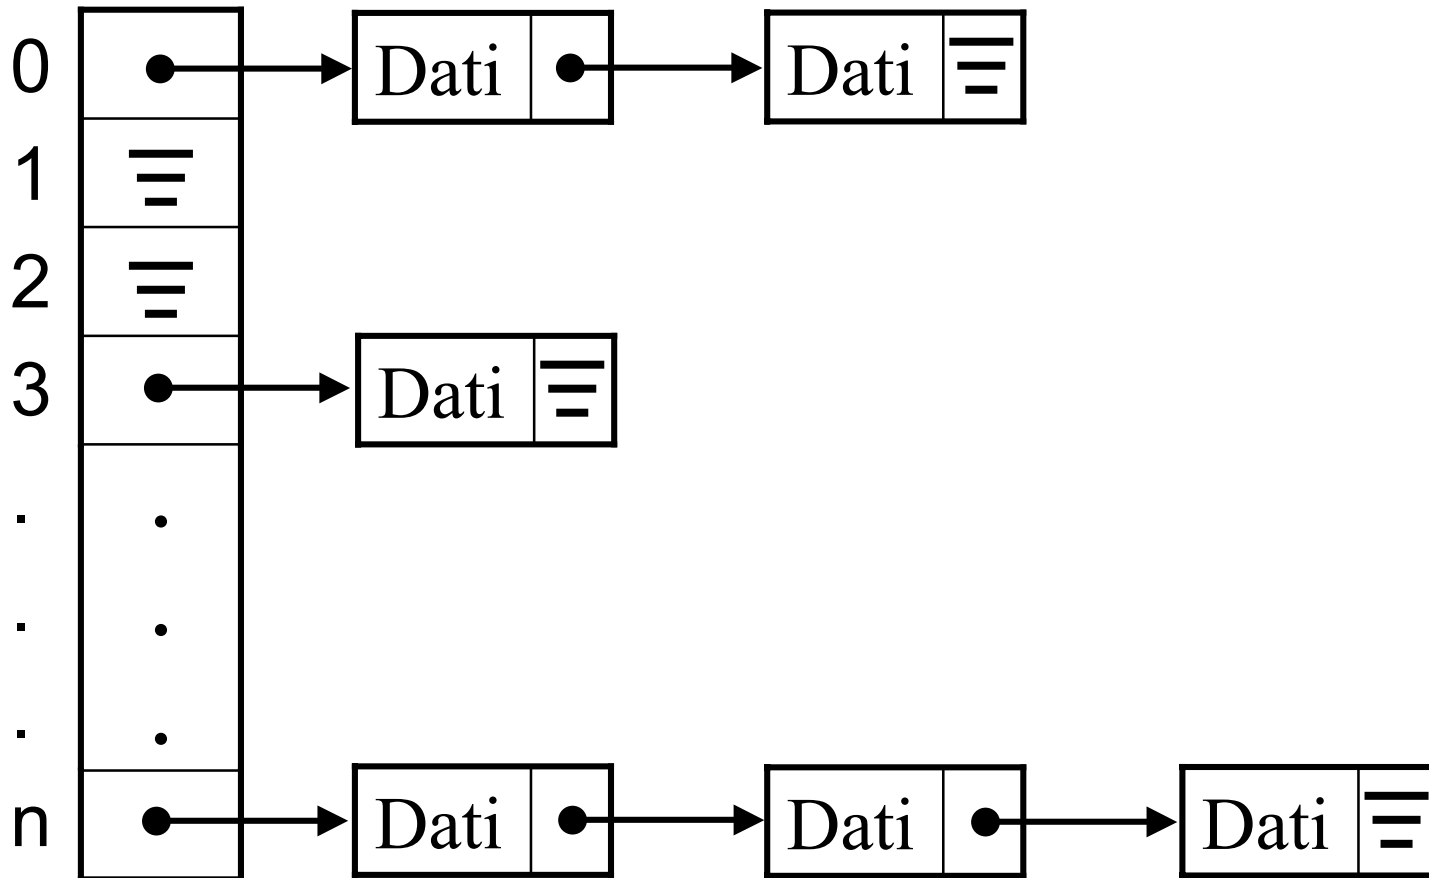 0 Dati Dati
1
2
3 Dati
. .
. .
. .
n Dati Dati Dati